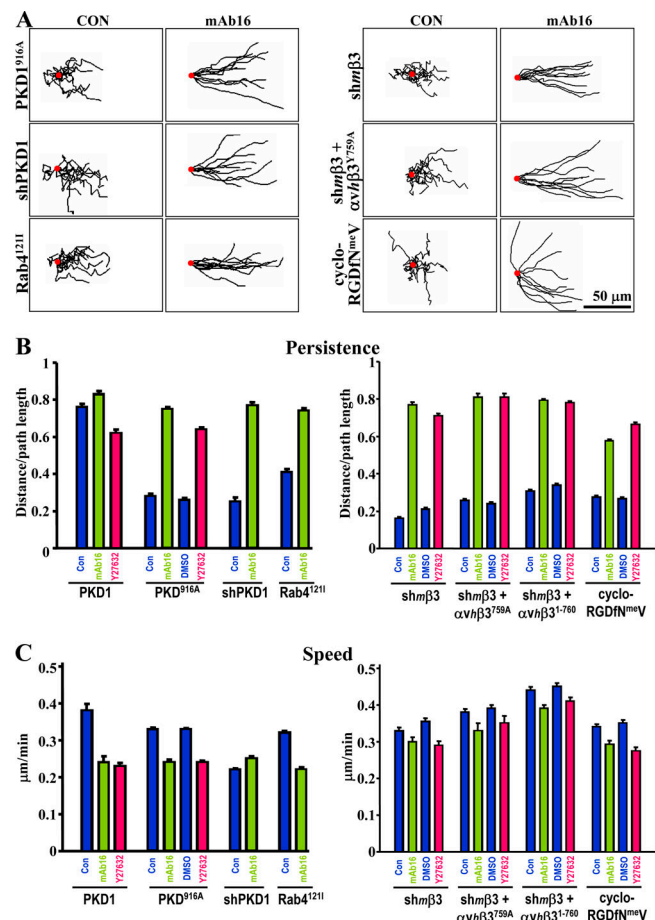 A
CON
mAb16
PKD1916A
shPKD1
Rab4121I
CON
mAb16
shmβ3
shmβ3 +
αvhβ3Y759A
cyclo-
RGDfNmeV
50 μm
B
Persistence
Distance/path length
0.8
0.6
0.4
0.2
0
Con
mAb16
Y27632
Con
mAb16
DMSO
Y27632
Con
mAb16
Con
mAb16
PKD1
PKD916A
shPKD1
Rab4121I
Distance/path length
1
0.8
0.6
0.4
0.2
0
Con
mAb16
DMSO
Y27632
Con
mAb16
DMSO
Y27632
Con
mAb16
DMSO
Y27632
Con
mAb16
DMSO
Y27632
shmβ3
shmβ3 +
αvhβ3759A
shmβ3 +
αvhβ31-760
cyclo-
RGDfNmeV
C
Speed
μm/min
0.4
0.3
0.2
0.1
0
Con
mAb16
Y27632
Con
mAb16
DMSO
Y27632
Con
mAb16
Con
mAb16
PKD1
PKD916A
shPKD1
Rab4121I
μm/min
0.5
0.4
0.3
0.2
0.1
0
Con
mAb16
DMSO
Y27632
Con
mAb16
DMSO
Y27632
Con
mAb16
DMSO
Y27632
Con
mAb16
DMSO
Y27632
shmβ3
shmβ3 +
αvhβ3759A
shmβ3 +
αvhβ31-760
cyclo-
RGDfNmeV